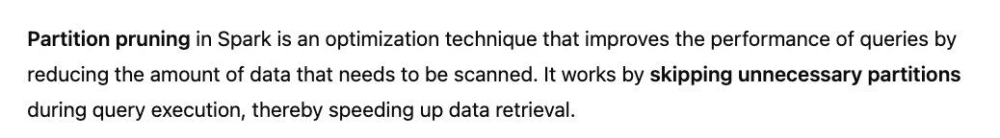 Partition pruning in Spark is an optimization technique that improves the performance of queries by
reducing the amount of data that needs to be scanned. It works by skipping unnecessary partitions
during query execution, thereby speeding up data retrieval.